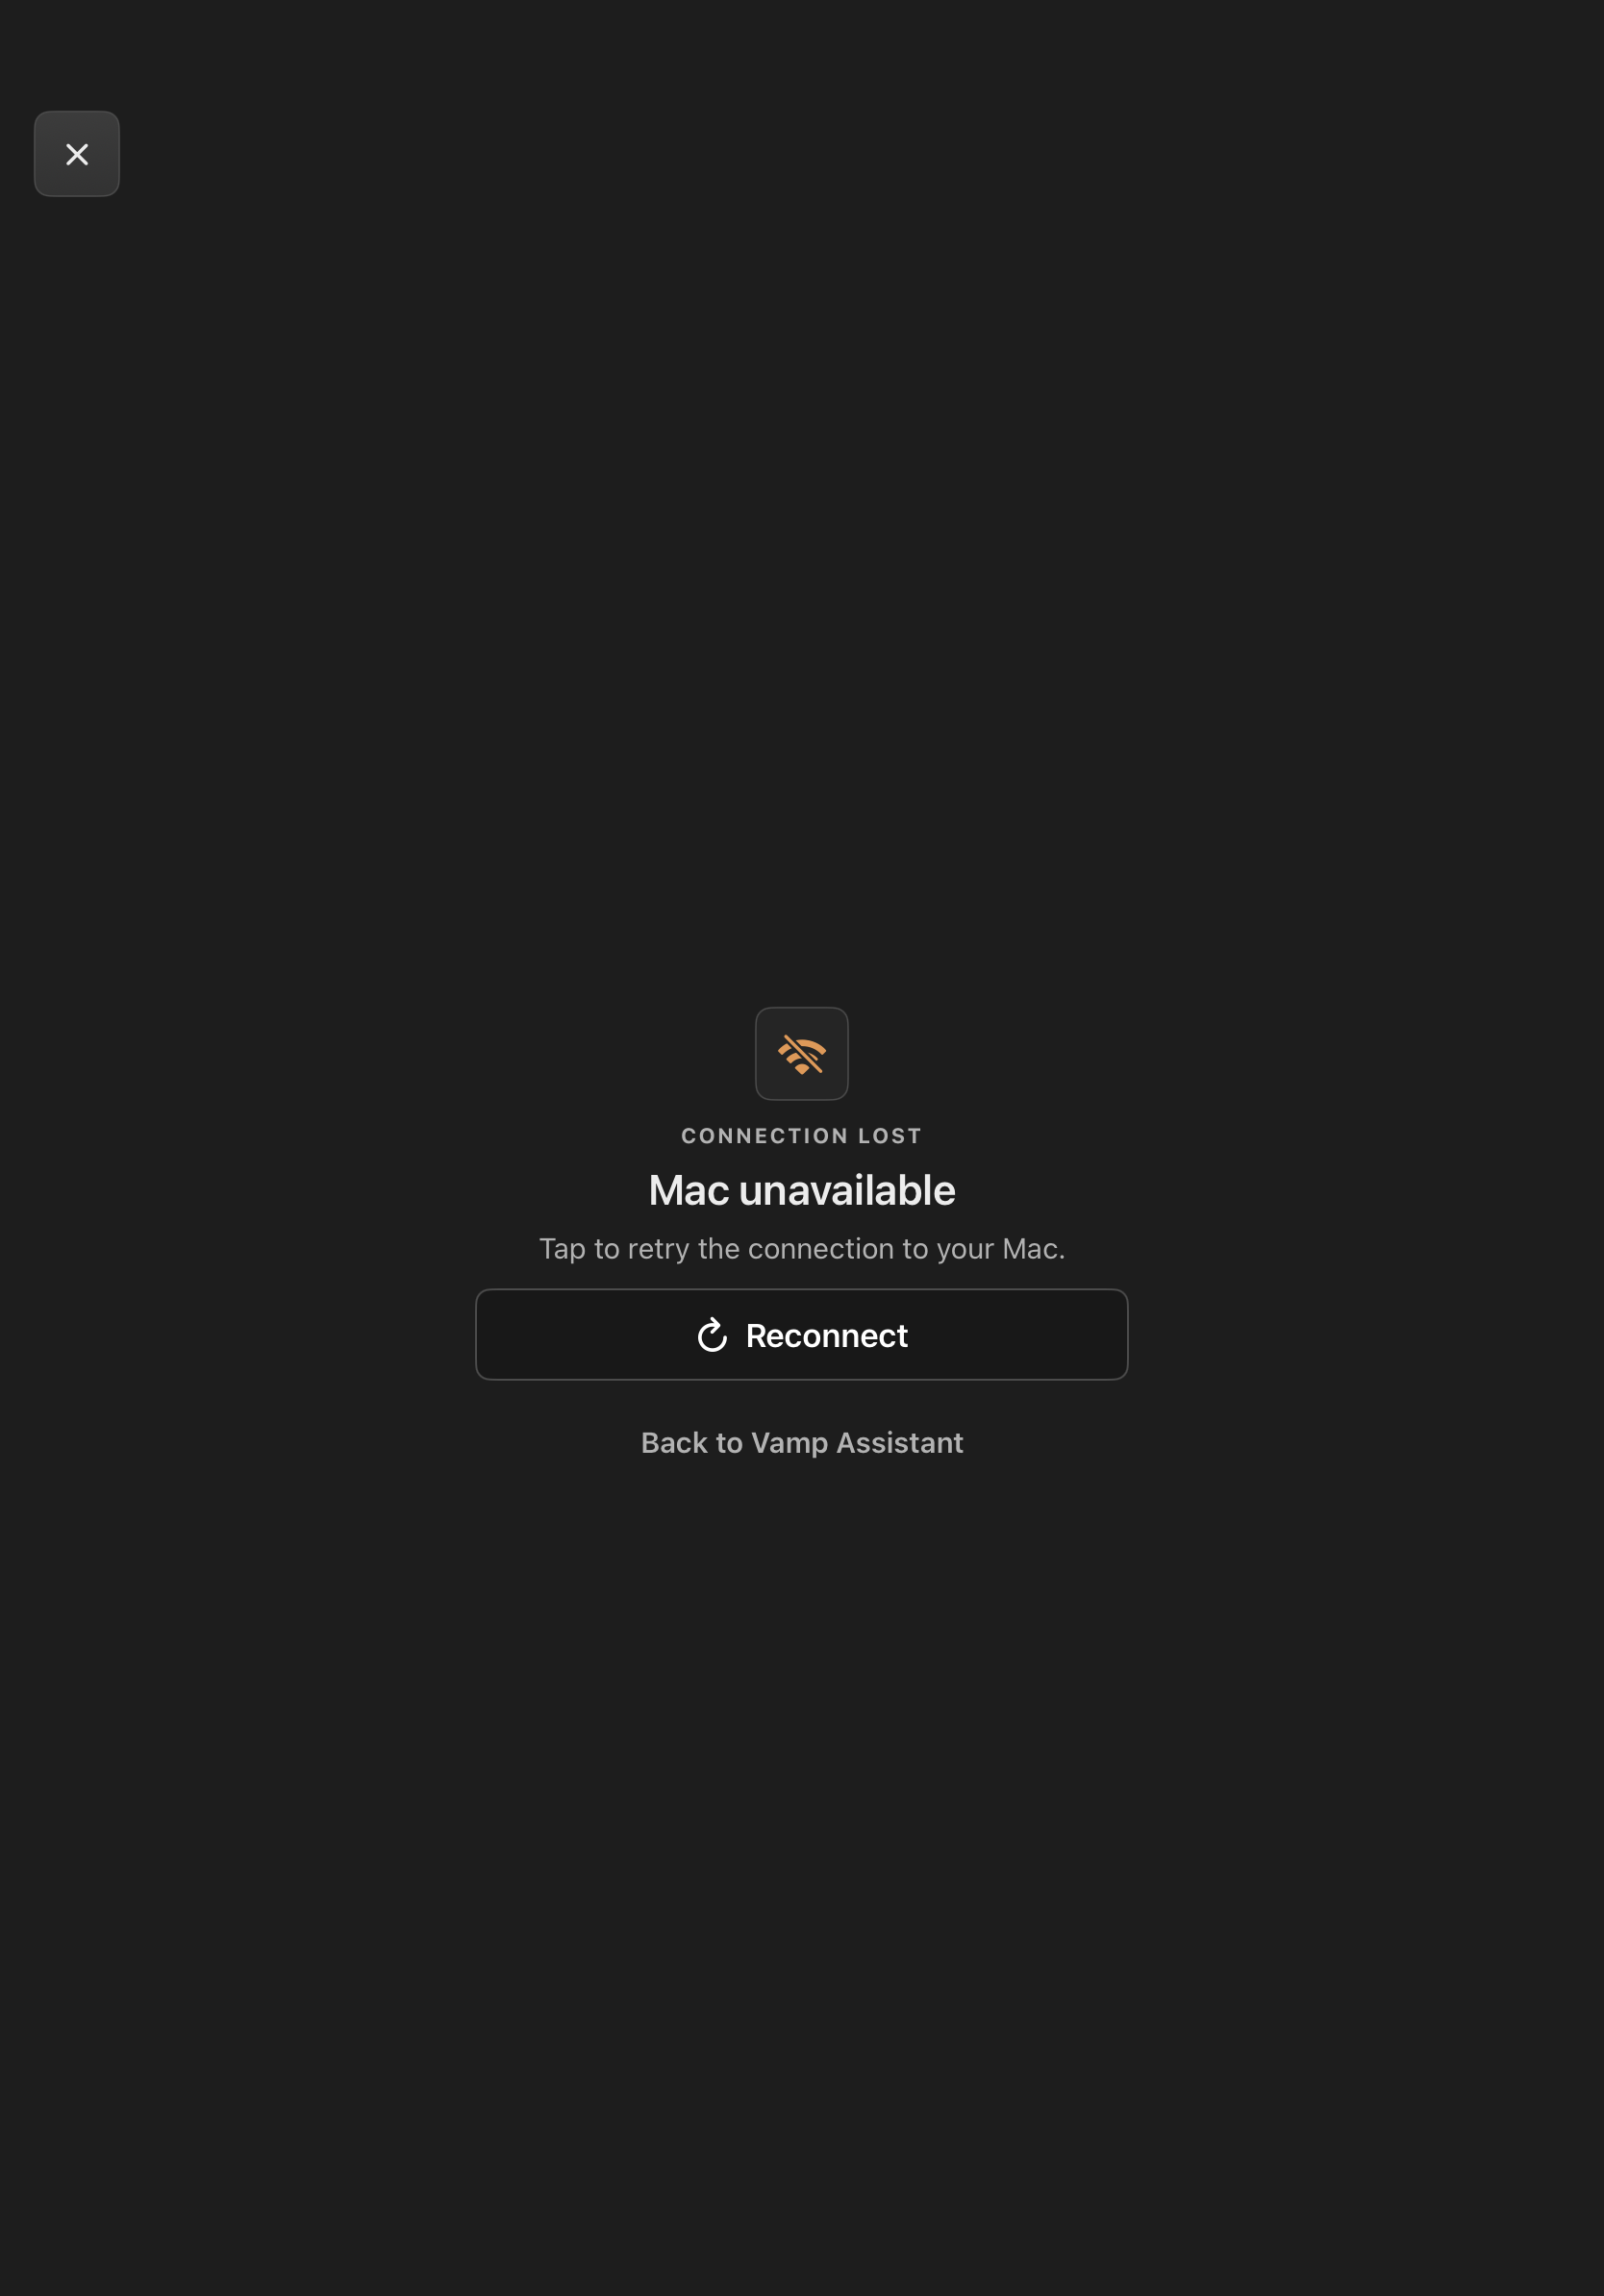 CONNECTION LOST
Mac unavailable
Tap to retry the connection to your Mac.
Reconnect
Back to Vamp Assistant